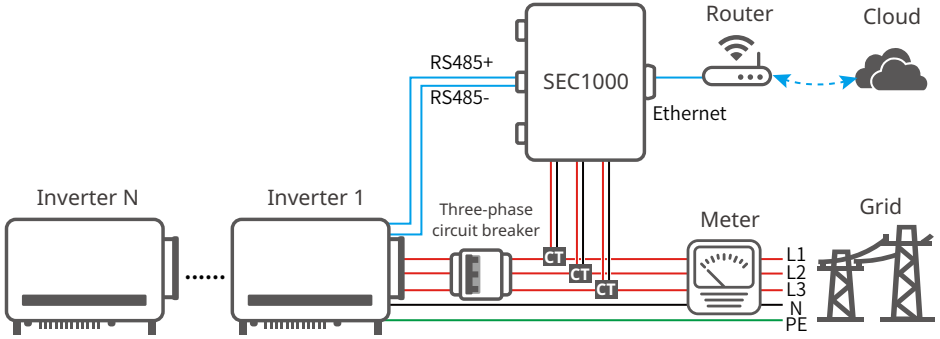 Router
Cloud
RS485+
SEC1000
RS485-
Ethernet
Inverter N
Inverter 1
Three-phase
circuit breaker
Meter
Grid
CT
CT
CT
L1
L2
L3
N
PE